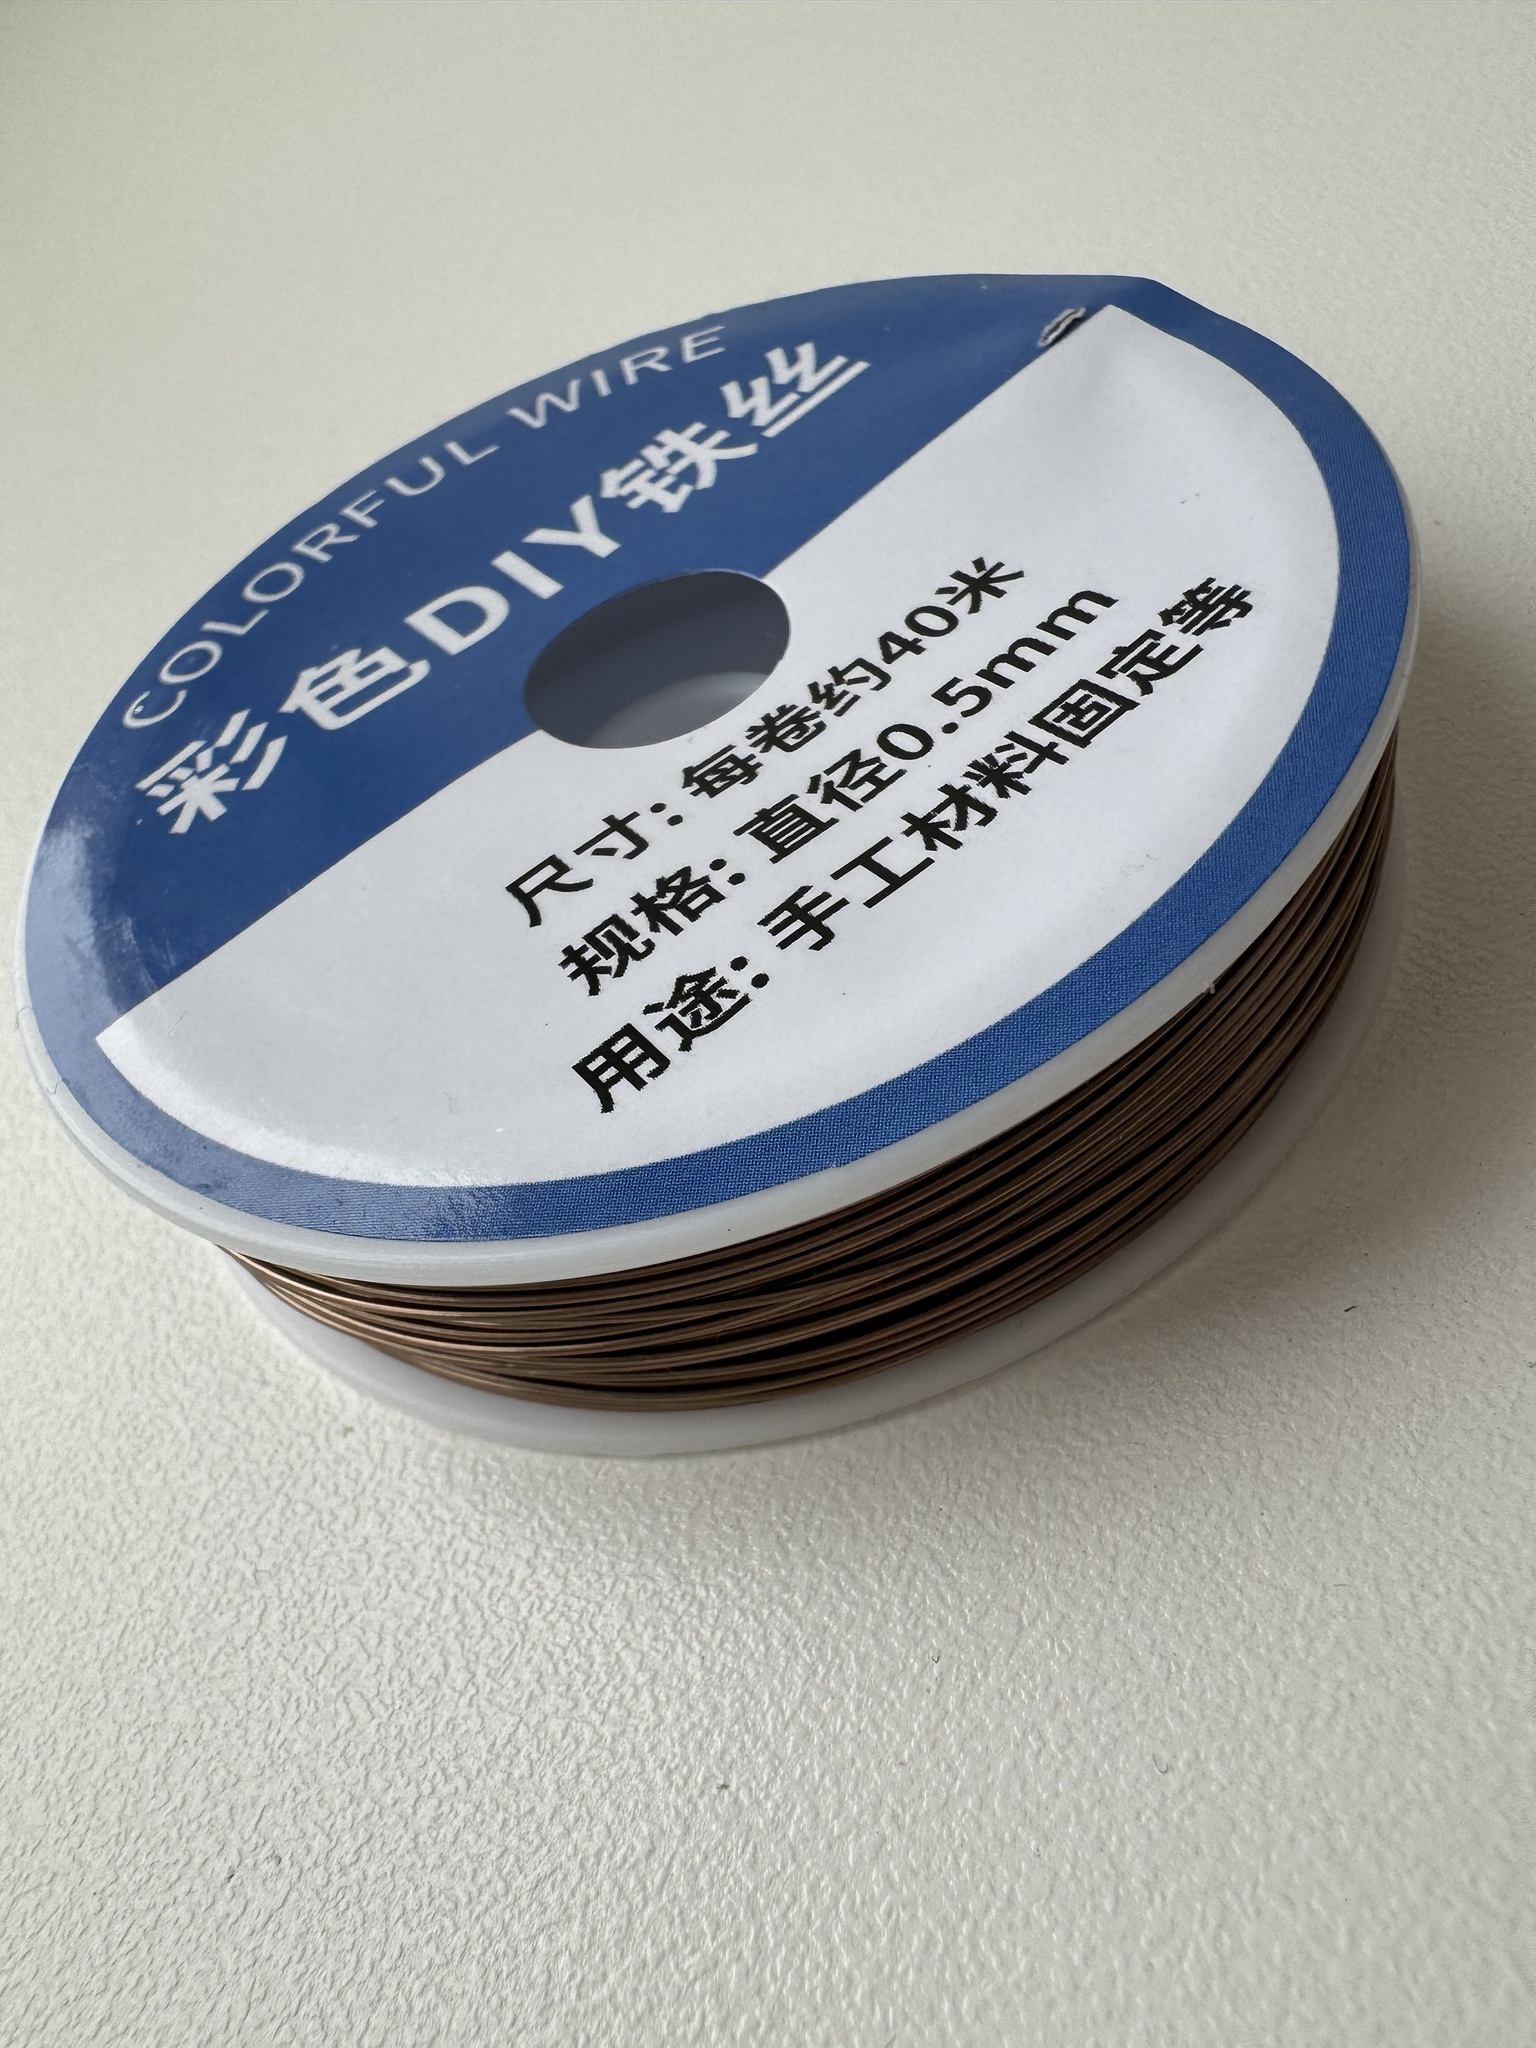 COLORFUL WIRE
彩色DIY铁丝
尺寸：每卷约40米
规格：直径0.5mm
用途：手工材料固定等